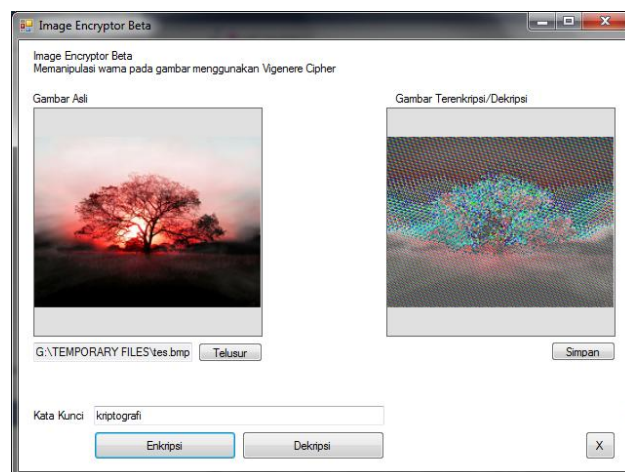 Image Encryptor Beta
Image Encryptor Beta
Memanipulasi warna pada gambar menggunakan Vigenere Cipher
Gambar Asli
Gambar Terenkripsi/Dekripsi
G:\TEMPORARY FILES\tes.bmp
Telusur
Simpan
Kata Kunci
kriptografi
Enkripsi
Dekripsi
X